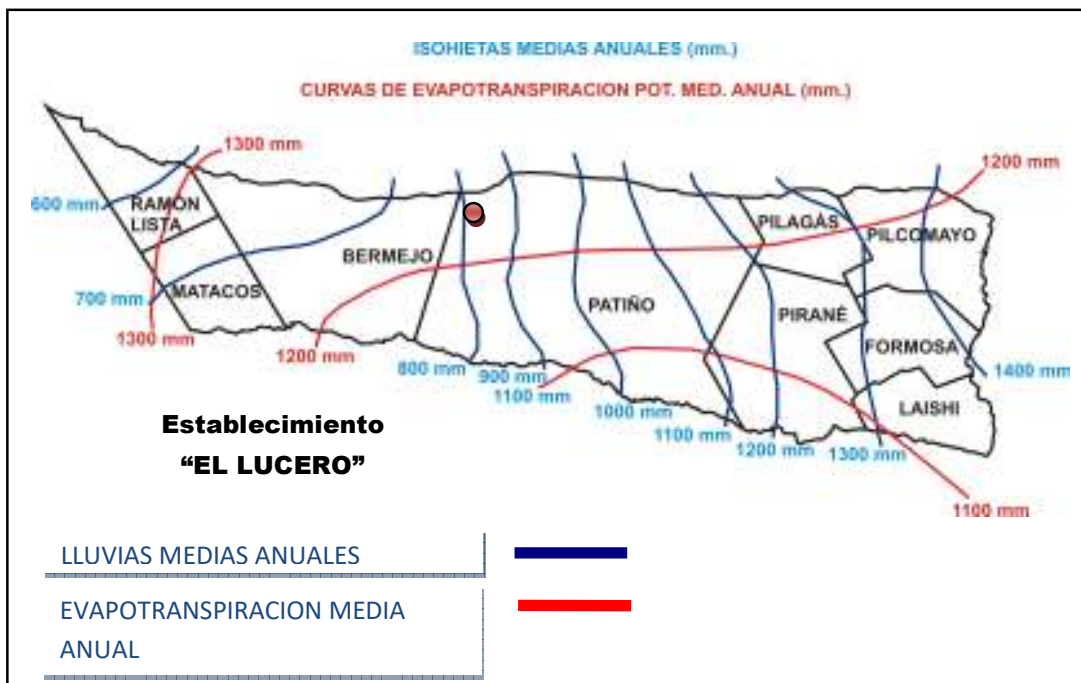 ISOHIETAS MEDIAS ANUALES (mm.)
CURVAS DE EVAPOTRANSPIRACION POT. MED. ANUAL (mm.)
1300 mm
1200 mm
600 mm
RAMÓN
LISTA
PILAGÁS
PILCOMAYO
BERMEJO
700 mm
MATACOS
PATIÑO
PIRANÉ
1300 mm
1200 mm
FORMOSA
800 mm
900 mm
1400 mm
1100 mm
1000 mm
LAISHI
1100 mm
1200 mm
1300 mm
1100 mm
Establecimiento
“EL LUCERO”
LLUVIAS MEDIAS ANUALES
EVAPOTRANSPIRACION MEDIA
ANUAL